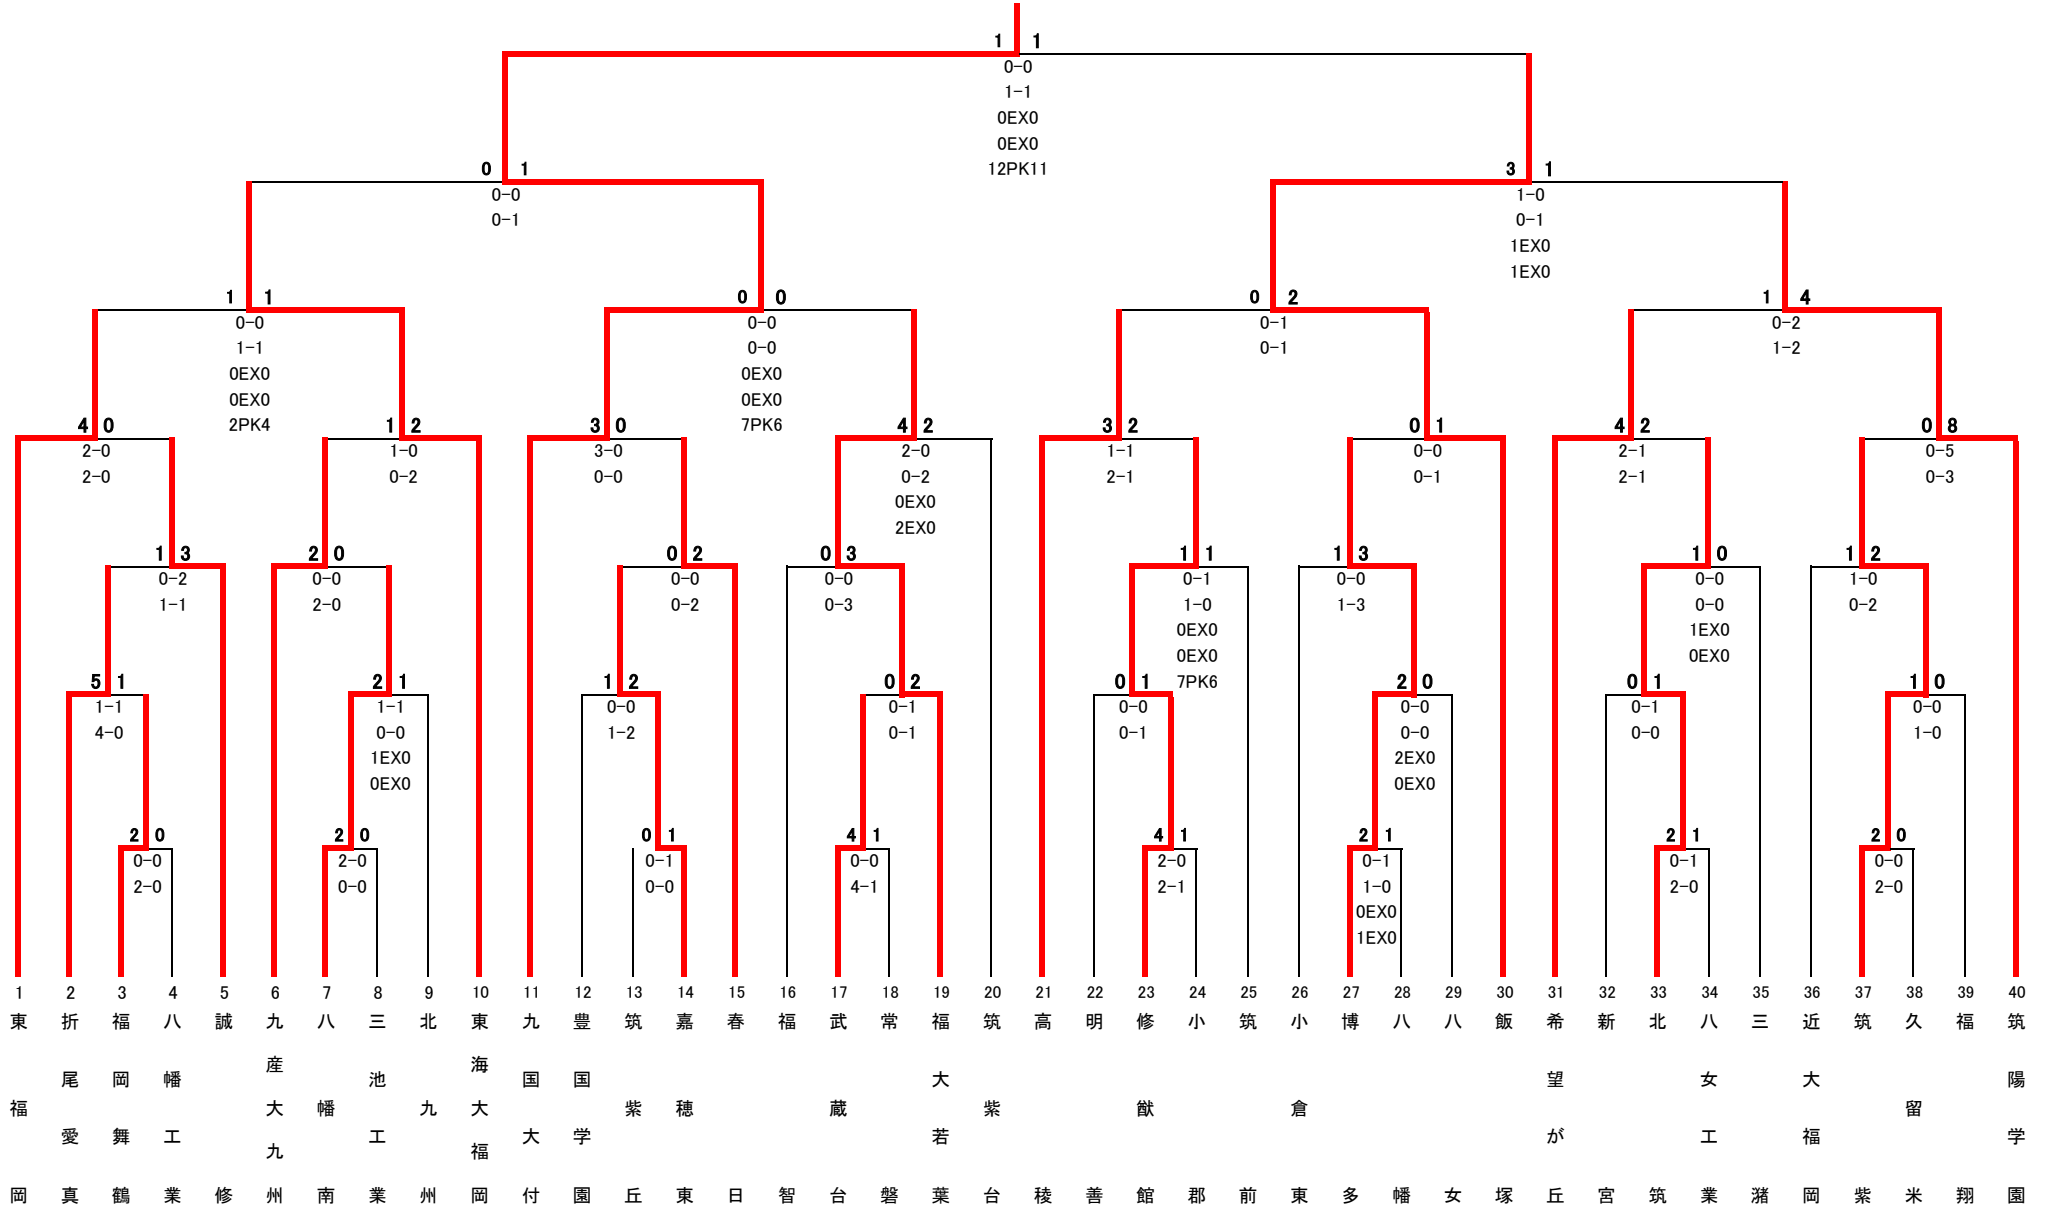 1 1
0-0
1-1
0EX0
0EX0
12PK11
0 1
0-0
0-1
3 1
1-0
0-1
1EX0
1EX0
1 1
0-0
1-1
0EX0
0EX0
2PK4
0 0
0-0
0-0
0EX0
0EX0
7PK6
0 2
0-1
0-1
1 4
0-2
1-2
4 0
2-0
2-0
1 2
1-0
0-2
3 0
3-0
0-0
4 2
2-0
0-2
0EX0
2EX0
3 2
1-1
2-1
0 1
0-0
0-1
4 2
2-1
2-1
0 8
0-5
0-3
1 3
0-2
1-1
2 0
0-0
2-0
0 2
0-0
0-2
0 3
0-0
0-3
1 1
0-1
1-0
0EX0
0EX0
7PK6
1 3
0-0
1-3
1 0
0-0
0-0
1EX0
0EX0
1 2
1-0
0-2
5 1
1-1
4-0
2 1
1-1
0-0
1EX0
0EX0
1 2
0-0
1-2
0 2
0-1
0-1
0 1
0-0
0-1
2 0
0-0
0-0
2EX0
0EX0
0 1
0-1
0-0
1 0
0-0
1-0
2 0
0-0
2-0
2 0
2-0
0-0
0 1
0-1
0-0
4 1
0-0
4-1
4 1
2-0
2-1
2 1
0-1
1-0
0EX0
1EX0
2 1
0-1
2-0
2 0
0-0
2-0
1 東福岡
2 折尾愛真
3 福岡舞鶴
4 八幡工業
5 誠修
6 九産大九州
7 八幡南
8 三池工業
9 北九州
10 東海大福岡
11 九国大付
12 豊国学園
13 筑紫丘
14 嘉穂東
15 春日
16 福智
17 武蔵台
18 常磐
19 福大若葉
20 筑紫台
21 高稜
22 明善
23 修猷館
24 小郡
25 筑前
26 小倉東
27 博多
28 八幡
29 八女
30 飯塚
31 希望が丘
32 新宮
33 北筑
34 八女工業
35 三潴
36 近大福岡
37 筑紫
38 久留米
39 福翔
40 筑陽学園